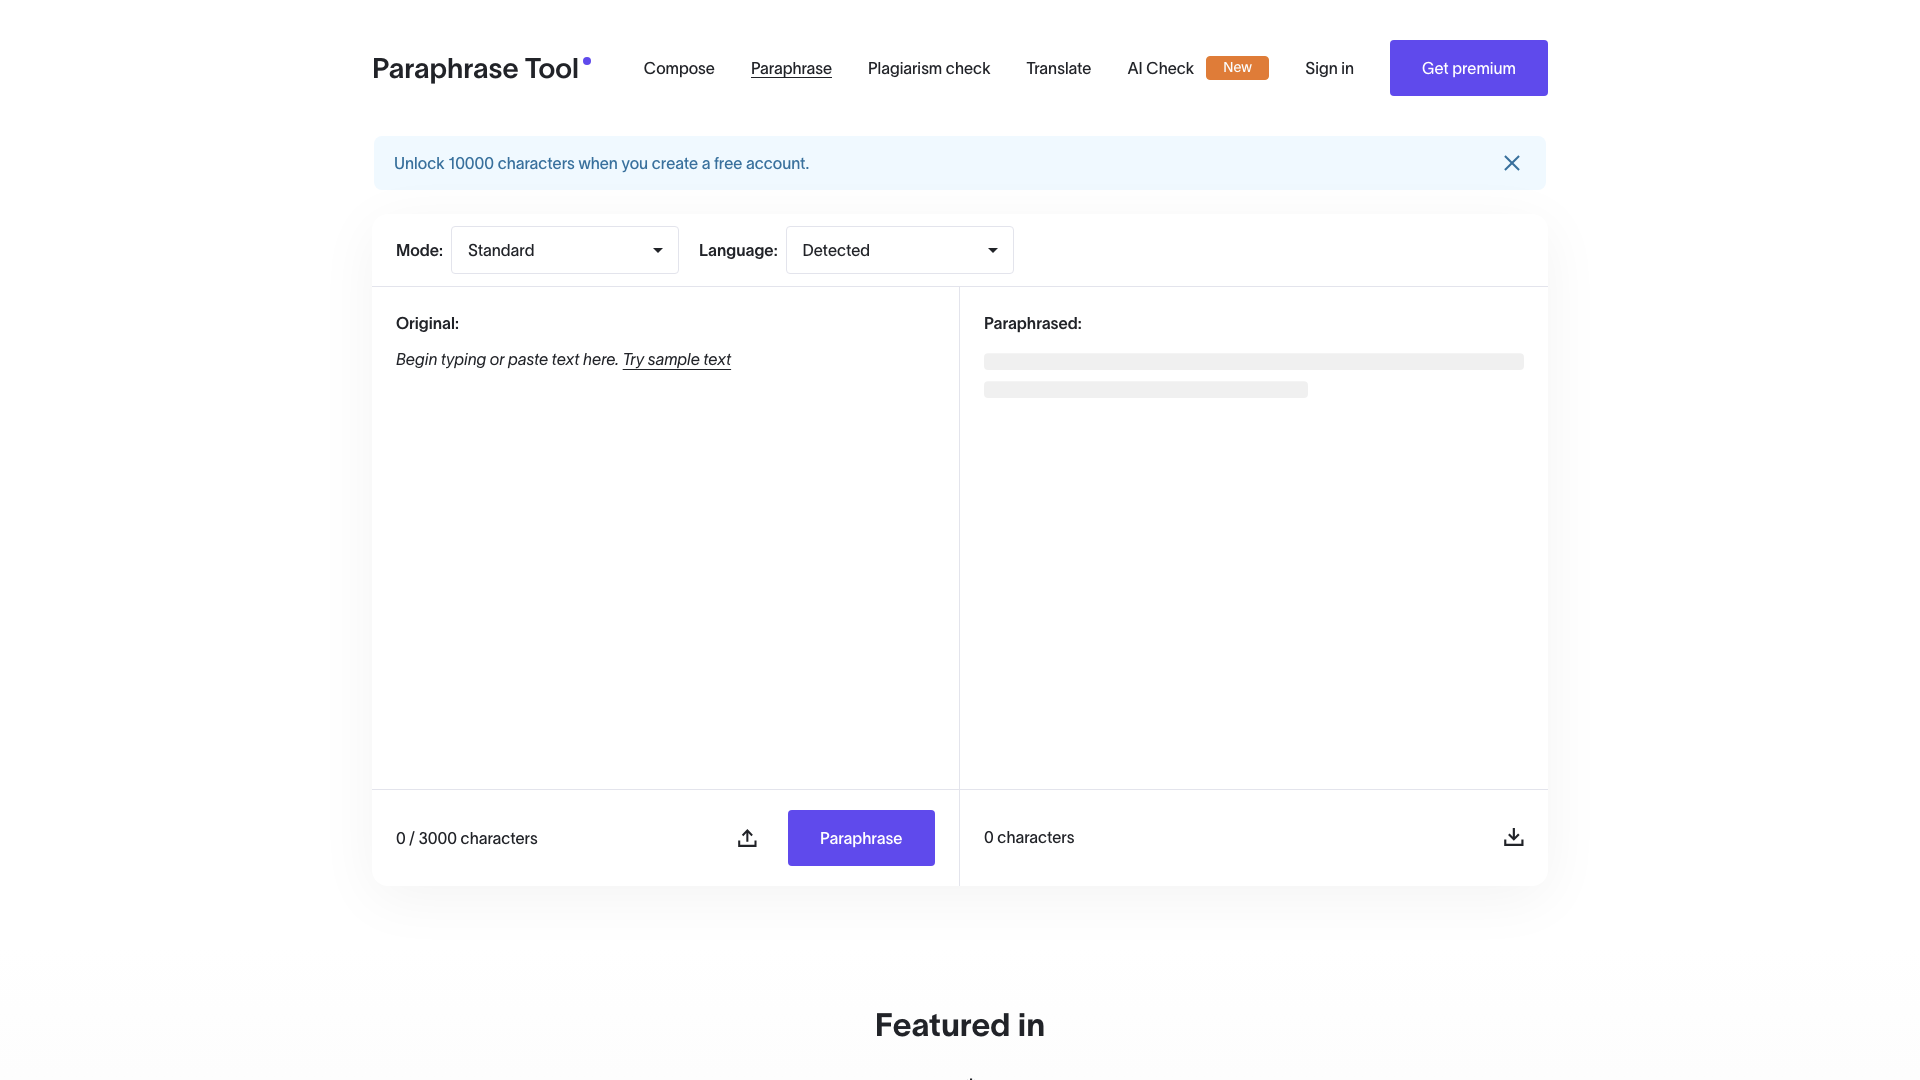 Paraphrase Tool
Compose
Paraphrase
Plagiarism check
Translate
AI Check
New
Sign in
Get premium
Unlock 10000 characters when you create a free account.
Mode:
Standard
Language:
Detected
Original:
Begin typing or paste text here. Try sample text
Paraphrased:
0 / 3000 characters
Paraphrase
0 characters
Featured in